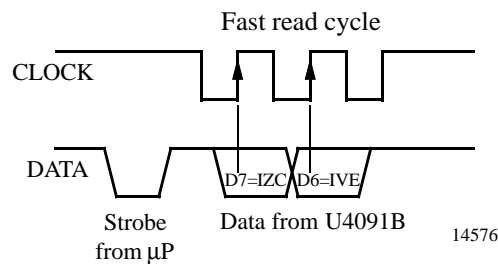 Fast read cycle
CLOCK
DATA
D7=IZC D6=IVE
Strobe
from µP
Data from U4091B
14576